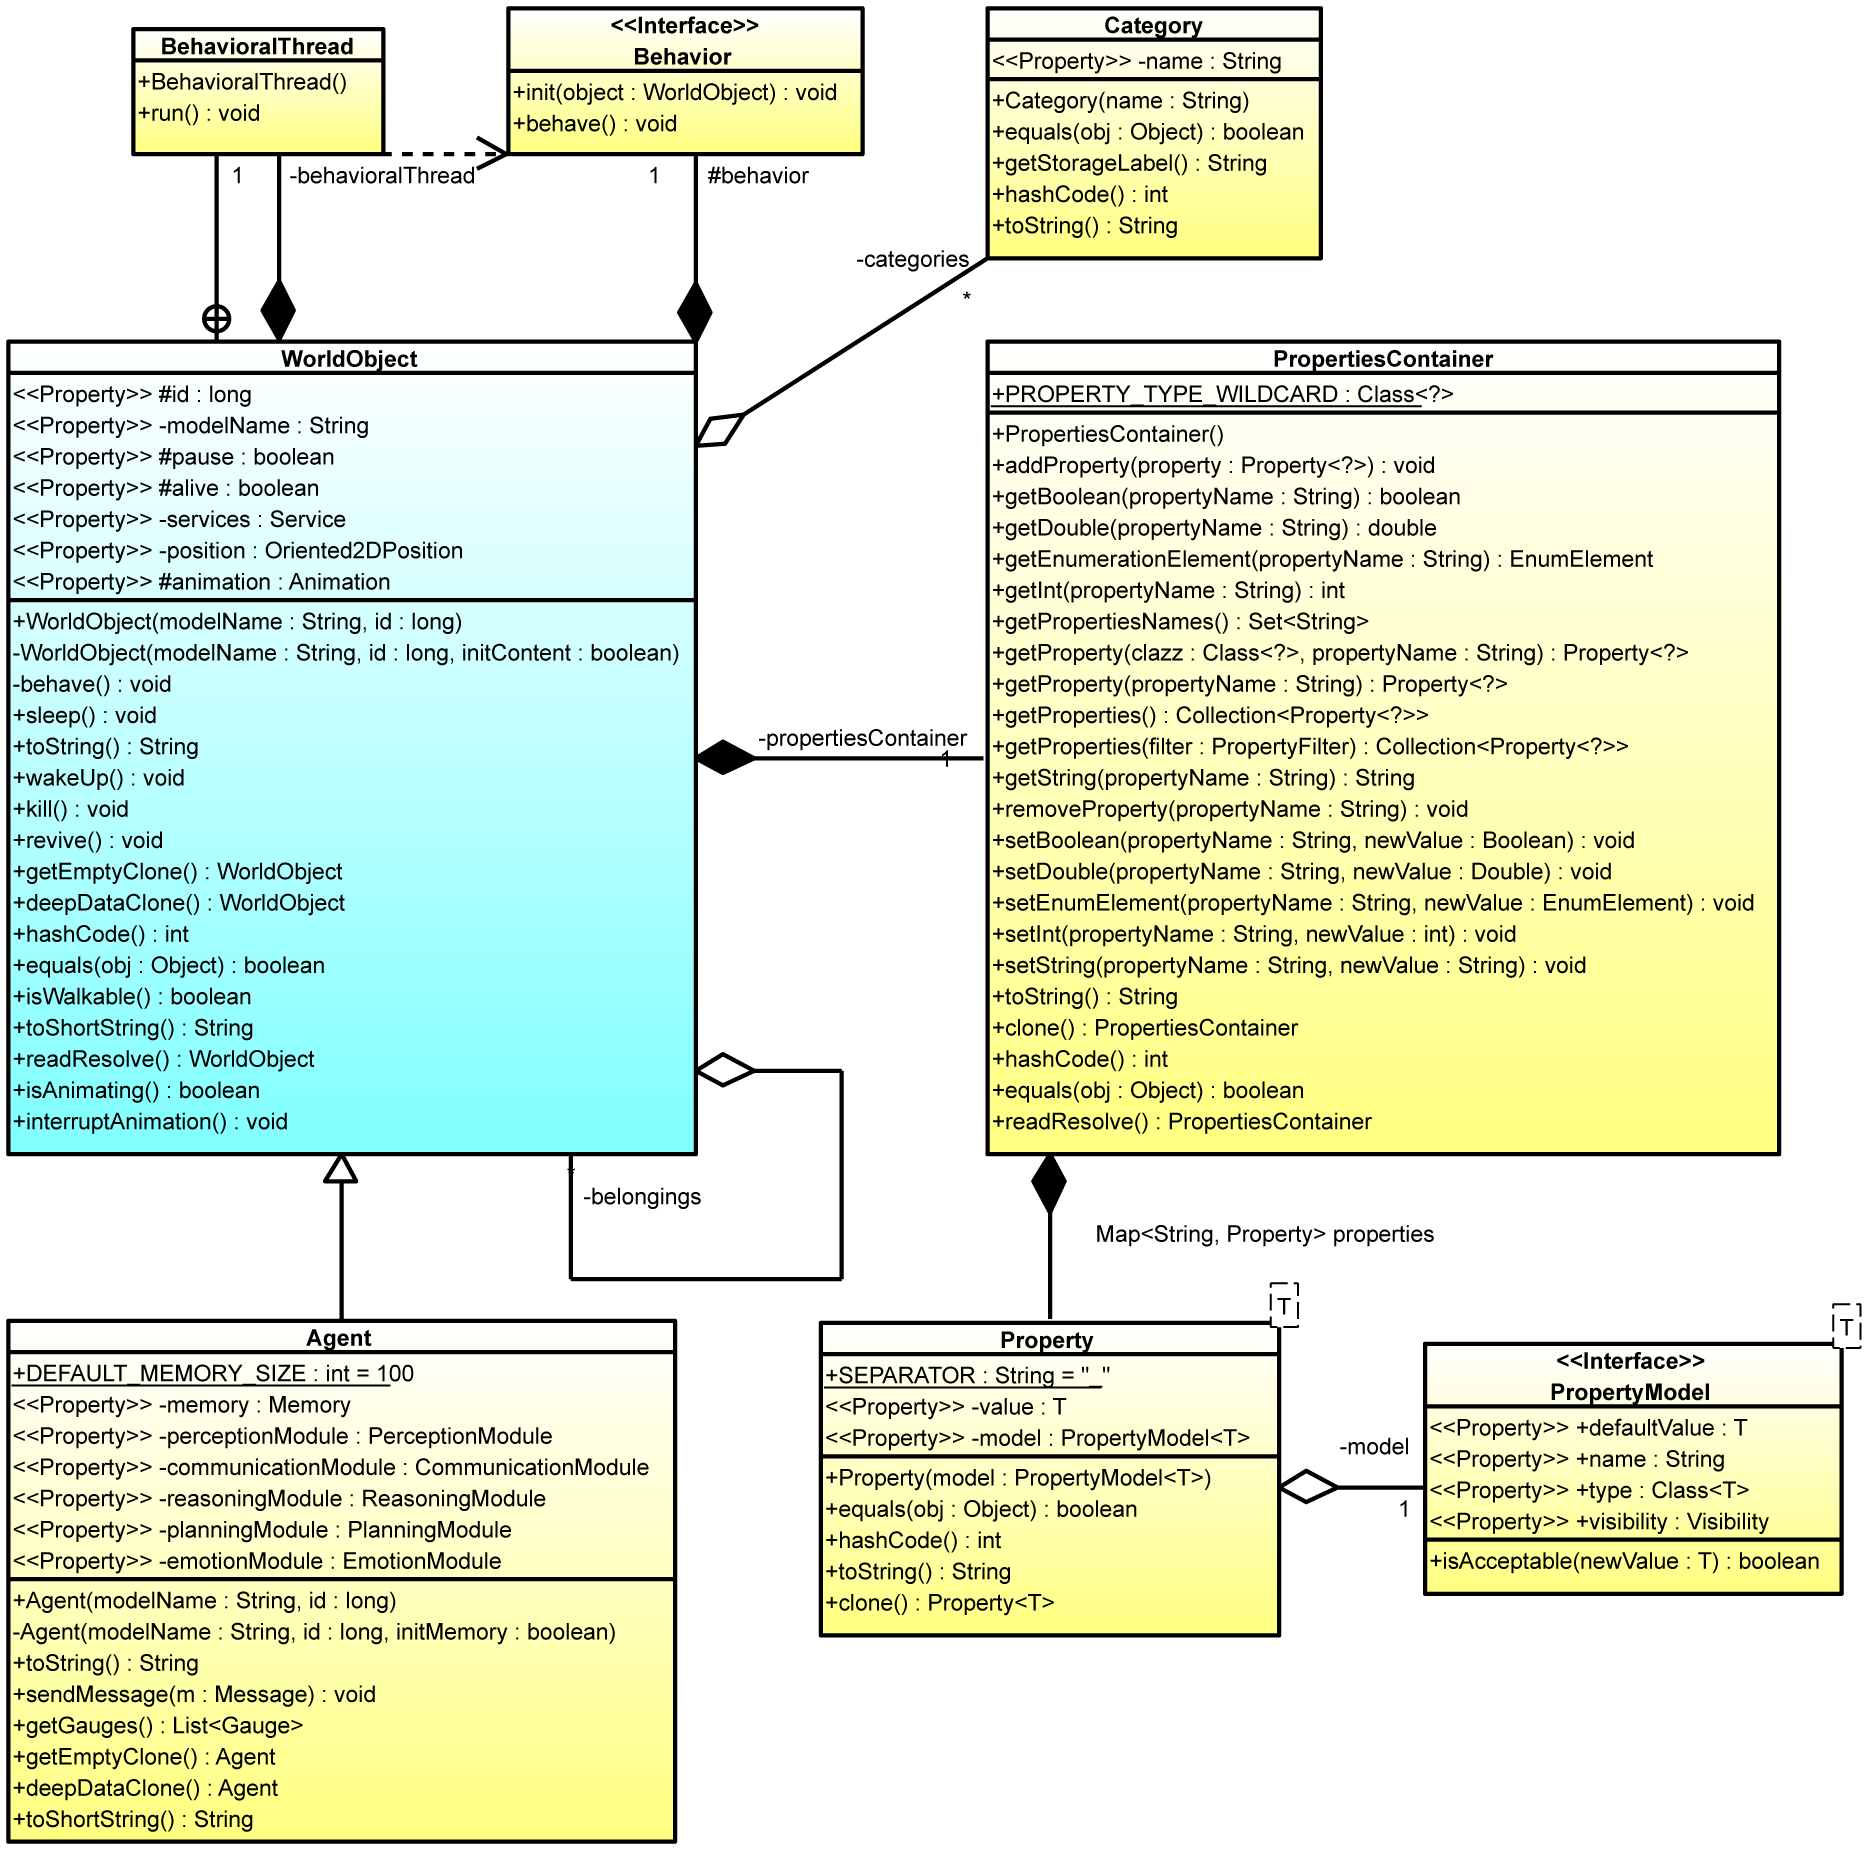 BehavioralThread
+BehavioralThread()
+run() : void
<<Interface>>
Behavior
+init(object : WorldObject) : void
+behave() : void
Category
<<Property>> -name : String
+Category(name : String)
+equals(obj : Object) : boolean
+getStorageLabel() : String
+hashCode() : int
+toString() : String
1
-behavioralThread
1
#behavior
-categories
*
WorldObject
<<Property>> #id : long
<<Property>> -modelName : String
<<Property>> #pause : boolean
<<Property>> #alive : boolean
<<Property>> -services : Service
<<Property>> -position : Oriented2DPosition
<<Property>> #animation : Animation
+WorldObject(modelName : String, id : long)
-WorldObject(modelName : String, id : long, initContent : boolean)
-behave() : void
+sleep() : void
+toString() : String
+wakeUp() : void
+kill() : void
+revive() : void
+getEmptyClone() : WorldObject
+deepDataClone() : WorldObject
+hashCode() : int
+equals(obj : Object) : boolean
+isWalkable() : boolean
+toShortString() : String
+readResolve() : WorldObject
+isAnimating() : boolean
+interruptAnimation() : void
-propertiesContainer
1
PropertiesContainer
+PROPERTY_TYPE_WILDCARD : Class<?>
+PropertiesContainer()
+addProperty(property : Property<?>) : void
+getBoolean(propertyName : String) : boolean
+getDouble(propertyName : String) : double
+getEnumerationElement(propertyName : String) : EnumElement
+getInt(propertyName : String) : int
+getPropertiesNames() : Set<String>
+getProperty(clazz : Class<?>, propertyName : String) : Property<?>
+getProperty(propertyName : String) : Property<?>
+getProperties() : Collection<Property<?>>
+getProperties(filter : PropertyFilter) : Collection<Property<?>>
+getString(propertyName : String) : String
+removeProperty(propertyName : String) : void
+setBoolean(propertyName : String, newValue : Boolean) : void
+setDouble(propertyName : String, newValue : Double) : void
+setEnumElement(propertyName : String, newValue : EnumElement) : void
+setInt(propertyName : String, newValue : int) : void
+setString(propertyName : String, newValue : String) : void
+toString() : String
+clone() : PropertiesContainer
+hashCode() : int
+equals(obj : Object) : boolean
+readResolve() : PropertiesContainer
*
-belongings
Map<String, Property> properties
Agent
+DEFAULT_MEMORY_SIZE : int = 100
<<Property>> -memory : Memory
<<Property>> -perceptionModule : PerceptionModule
<<Property>> -communicationModule : CommunicationModule
<<Property>> -reasoningModule : ReasoningModule
<<Property>> -planningModule : PlanningModule
<<Property>> -emotionModule : EmotionModule
+Agent(modelName : String, id : long)
-Agent(modelName : String, id : long, initMemory : boolean)
+toString() : String
+sendMessage(m : Message) : void
+getGauges() : List<Gauge>
+getEmptyClone() : Agent
+deepDataClone() : Agent
+toShortString() : String
T
Property
+SEPARATOR : String = "_"
<<Property>> -value : T
<<Property>> -model : PropertyModel<T>
+Property(model : PropertyModel<T>)
+equals(obj : Object) : boolean
+hashCode() : int
+toString() : String
+clone() : Property<T>
-model
1
T
<<Interface>>
PropertyModel
<<Property>> +defaultValue : T
<<Property>> +name : String
<<Property>> +type : Class<T>
<<Property>> +visibility : Visibility
+isAcceptable(newValue : T) : boolean